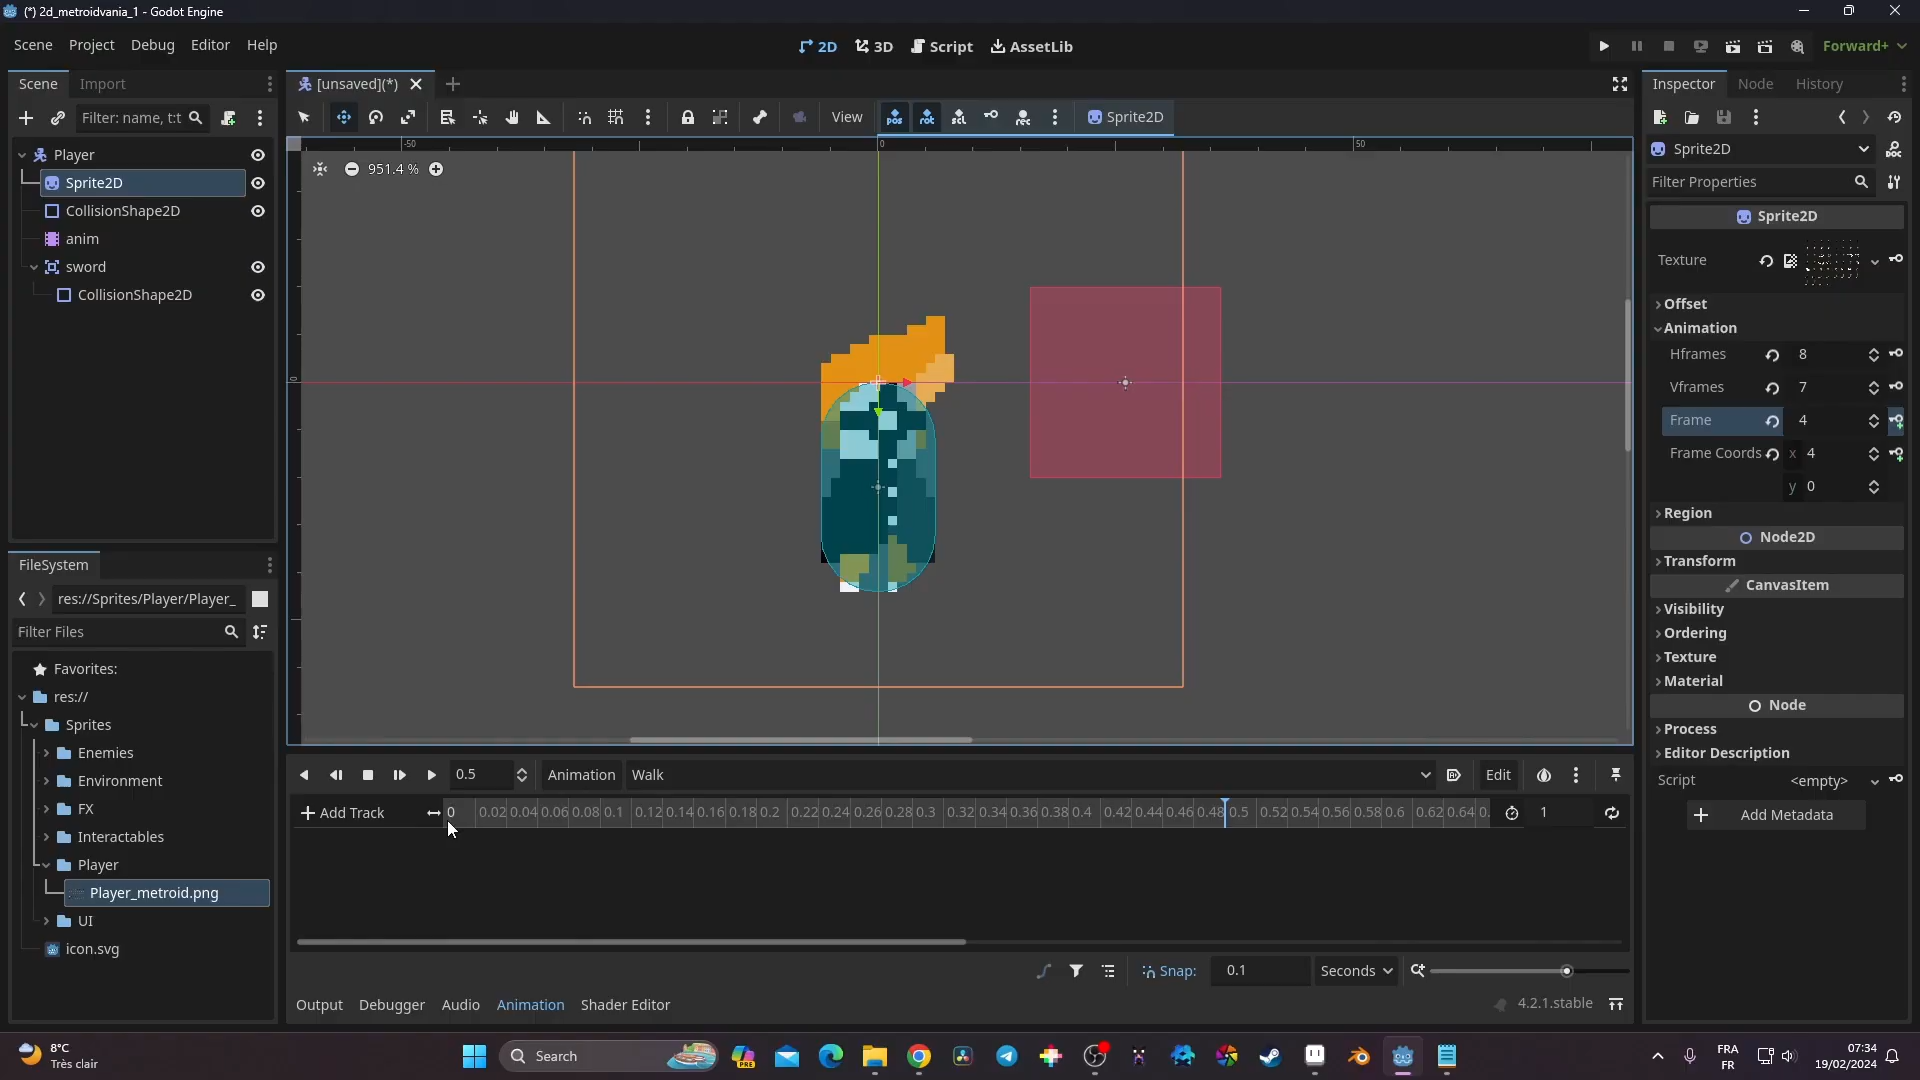 (*) 2d_metroidvania_1 - Godot Engine
Scene Project Debug Editor Help
2D 3D Script AssetLib
Forward+
Scene Import
Filter: name, t:t
Player
Sprite2D
CollisionShape2D
anim
sword
CollisionShape2D
FileSystem
res://Sprites/Player/Player_
Filter Files
Favorites:
res://
Sprites
Enemies
Environment
FX
Interactables
Player
Player_metroid.png
UI
icon.svg
[unsaved](*)
View
Sprite2D
-50 0 50
0
951.4 %
0.5 Animation Walk Edit
Add Track
0 0.02 0.04 0.06 0.08 0.1 0.12 0.14 0.16 0.18 0.2 0.22 0.24 0.26 0.28 0.3 0.32 0.34 0.36 0.38 0.4 0.42 0.44 0.46 0.48 0.5 0.52 0.54 0.56 0.58 0.6 0.62 0.64 0. 1
Snap: 0.1 Seconds
Output Debugger Audio Animation Shader Editor
4.2.1.stable
Inspector Node History
Sprite2D
Filter Properties
Sprite2D
Texture
Offset
Animation
Hframes 8
Vframes 7
Frame 4
Frame Coords x 4
y 0
Region
Node2D
Transform
CanvasItem
Visibility
Ordering
Texture
Material
Node
Process
Editor Description
Script <empty>
Add Metadata
8°C
Très clair
Search
PRE
FRA
FR
07:34
19/02/2024